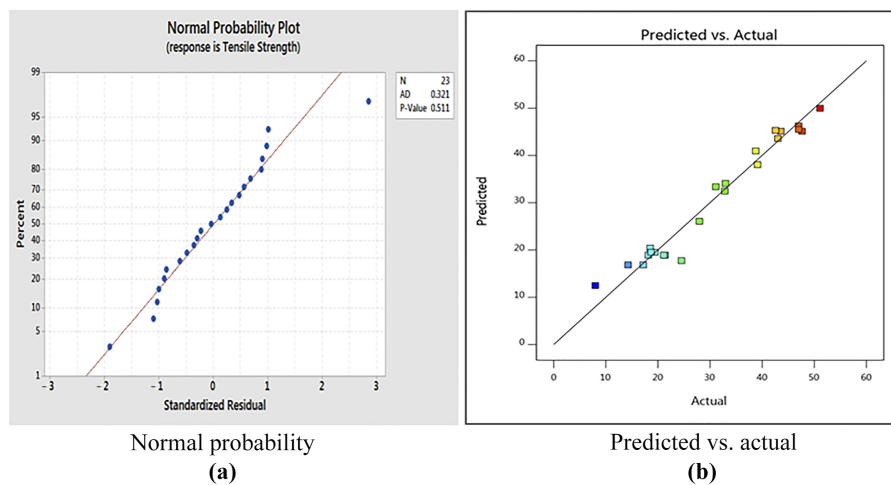 Normal Probability Plot
(response is Tensile Strength)
N 23
AD 0.321
P-Value 0.511
99
95
90
80
70
60
50
40
30
20
10
5
1
Percent
-3 -2 -1 0 1 2 3
Standardized Residual
Normal probability
(a)
Predicted vs. Actual
60
50
40
30
20
10
0
Predicted
0 10 20 30 40 50 60
Actual
Predicted vs. actual
(b)